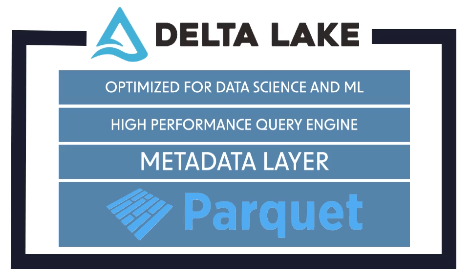 DELTA LAKE
OPTIMIZED FOR DATA SCIENCE AND ML
HIGH PERFORMANCE QUERY ENGINE
METADATA LAYER
Parquet